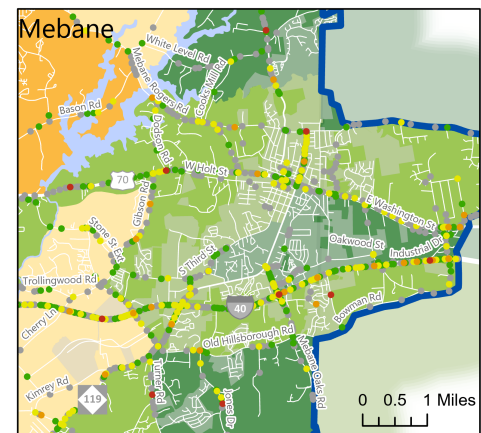 Mebane
White Level Rd
Mebane Rogers Rd
Cooks Mill Rd
Bason Rd
Dodson Rd
W Holt St
70
Gibson Rd
E Washington St
Stone St Ext
S Third St
Oakwood St
Industrial Dr
Trollingwood Rd
40
Bowman Rd
Cherry Ln
Old Hillsborough Rd
Kimrey Rd
119
Turner Rd
Jones Dr
Mebane Oaks Rd
0 0.5 1 Miles